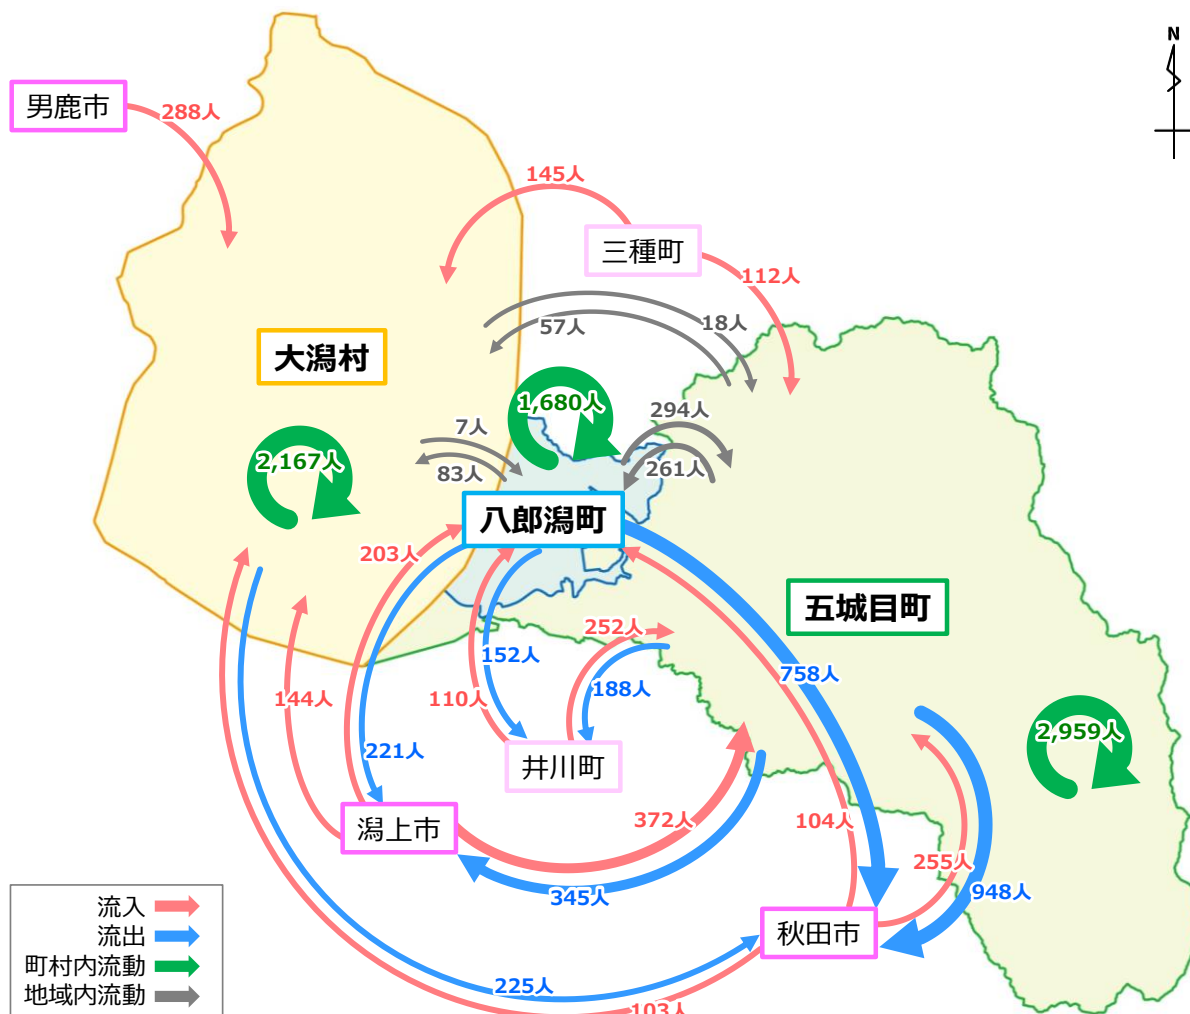 N
男鹿市
288人
145人
三種町
112人
57人
18人
大潟村
1,680人
294人
7人
2,167人
83人
261人
八郎潟町
203人
五城目町
252人
152人
758人
188人
144人
110人
2,959人
221人
井川町
潟上市
372人
104人
255人
345人
948人
流入
流出
町村内流動
地域内流動
秋田市
225人
103人